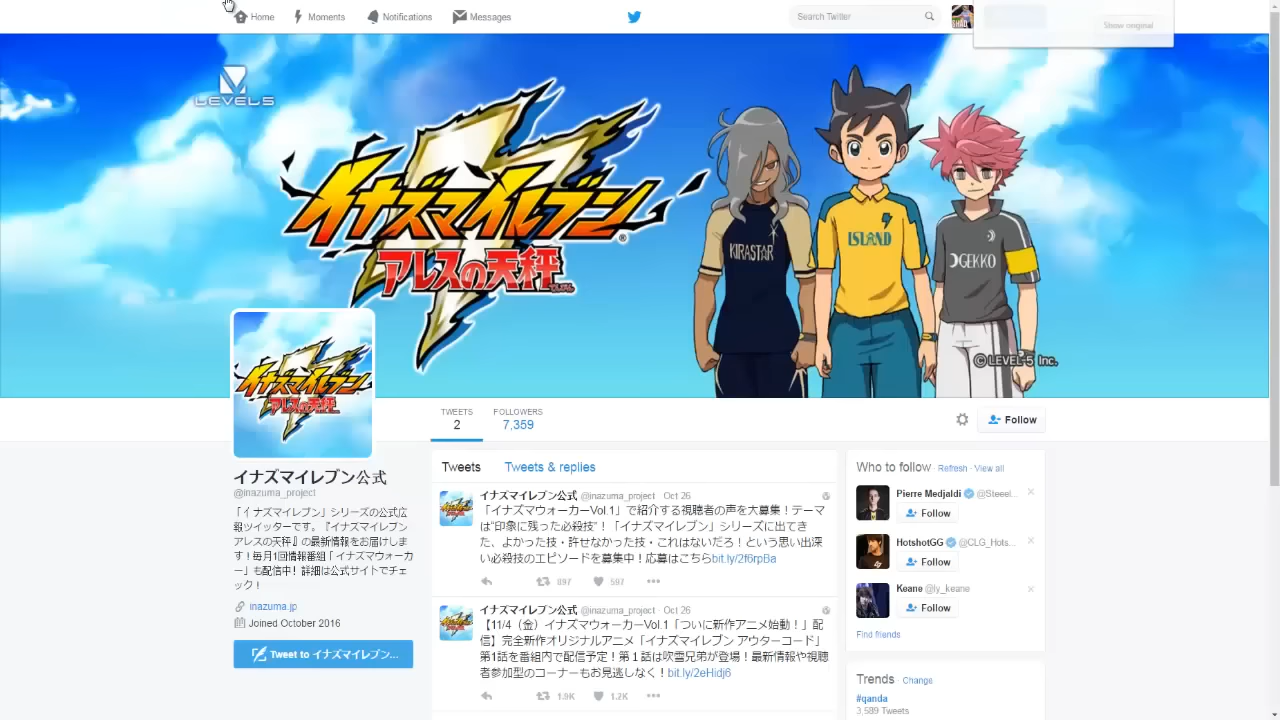 Home
Moments
Notifications
Messages
Search Twitter
Show original
LEVEL5
イナズマイレブン®
アレスの天秤
てんびん
KIRASTAR
ISLAND
GEKKO
© LEVEL-5 Inc.
イナズマイレブン
アレスの天秤
TWEETS
2
FOLLOWERS
7,359
Follow
イナズマイレブン公式
@inazuma_project
「イナズマイレブン」シリーズの公式広
報ツイッターです。『イナズマイレブン
アレスの天秤』の最新情報をお届けしま
す！毎月1回情報番組「イナズマウォーカ
ー」も配信中！詳細は公式サイトでチェ
ック！
inazuma.jp
Joined October 2016
Tweet to イナズマイレブン...
Tweets
Tweets & replies
イナズマイレブン公式 @inazuma_project · Oct 26
「イナズマウォーカーVol.1」で紹介する視聴者の声を大募集！テーマ
は“印象に残った必殺技”！「イナズマイレブン」シリーズに出てき
た、よかった技・許せなかった技・これはないだろ！という思い出深
い必殺技のエピソードを募集中！応募はこちらbit.ly/2f6rpBa
897
597
イナズマイレブン公式 @inazuma_project · Oct 26
【11/4（金）イナズマウォーカーVol.1「ついに新作アニメ始動！」配
信】完全新作オリジナルアニメ「イナズマイレブン アウターコード」
第1話を番組内で配信予定！第１話は吹雪兄弟が登場！最新情報や視聴
者参加型のコーナーもお見逃しなく！bit.ly/2eHidj6
1.9K
1.2K
Who to follow · Refresh · View all
Pierre Medjaldi @Steeel...
Follow
HotshotGG @CLG_Hots...
Follow
Keane @ly_keane
Follow
Find friends
Trends · Change
#qanda
3,589 Tweets